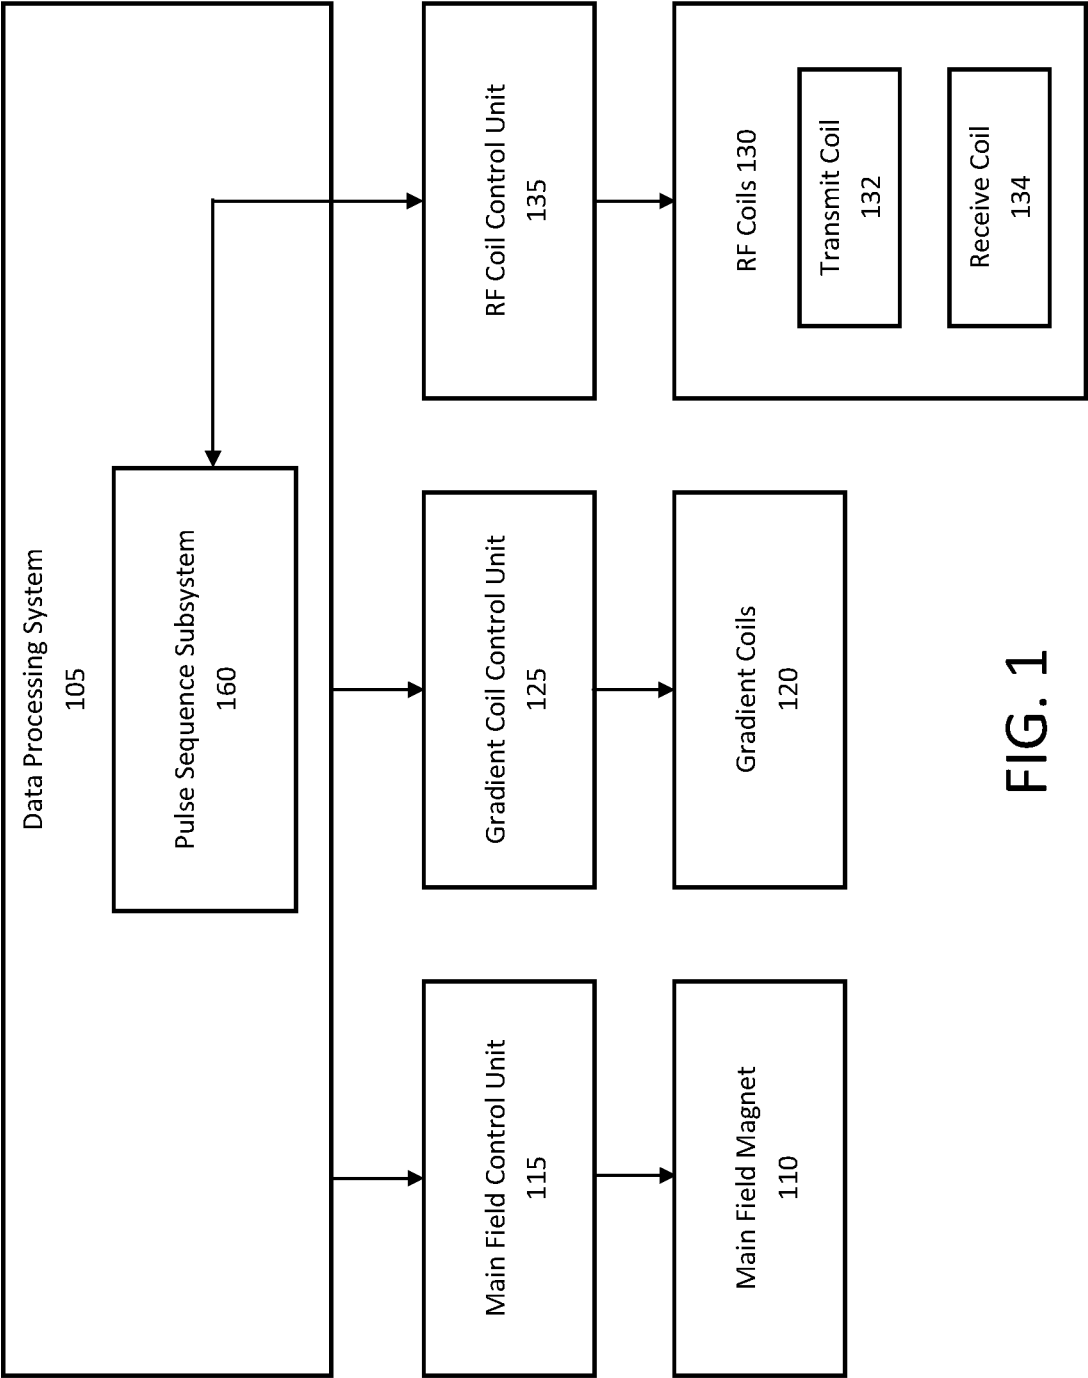 Data Processing System
105
Pulse Sequence Subsystem
160
Main Field Control Unit
115
Gradient Coil Control Unit
125
RF Coil Control Unit
135
Main Field Magnet
110
Gradient Coils
120
RF Coils 130
Transmit Coil
132
Receive Coil
134
FIG. 1